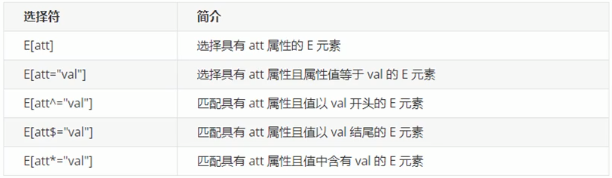 选择符 简介
E[att] 选择具有 att 属性的 E 元素
E[att="val"] 选择具有 att 属性且属性值等于 val 的 E 元素
E[att^="val"] 匹配具有 att 属性且值以 val 开头的 E 元素
E[att$="val"] 匹配具有 att 属性且值以 val 结尾的 E 元素
E[att*="val"] 匹配具有 att 属性且值中含有 val 的 E 元素